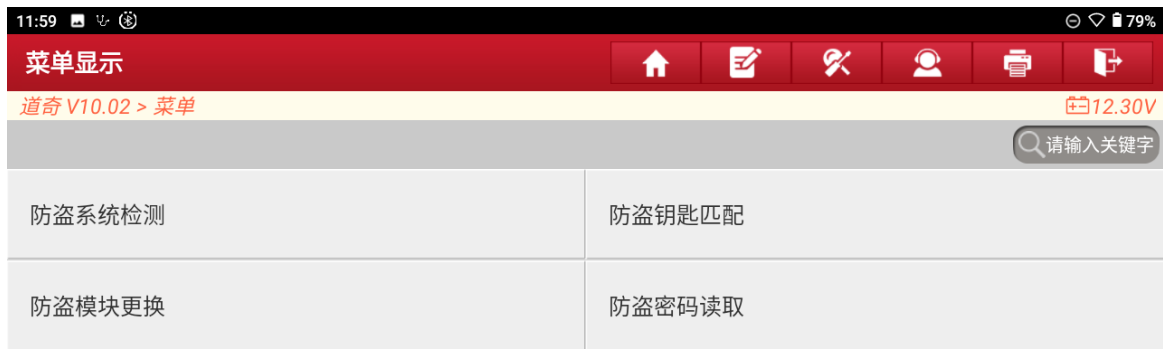 11:59 79%
菜单显示
道奇 V10.02 > 菜单 12.30V
请输入关键字
防盗系统检测 防盗钥匙匹配
防盗模块更换 防盗密码读取